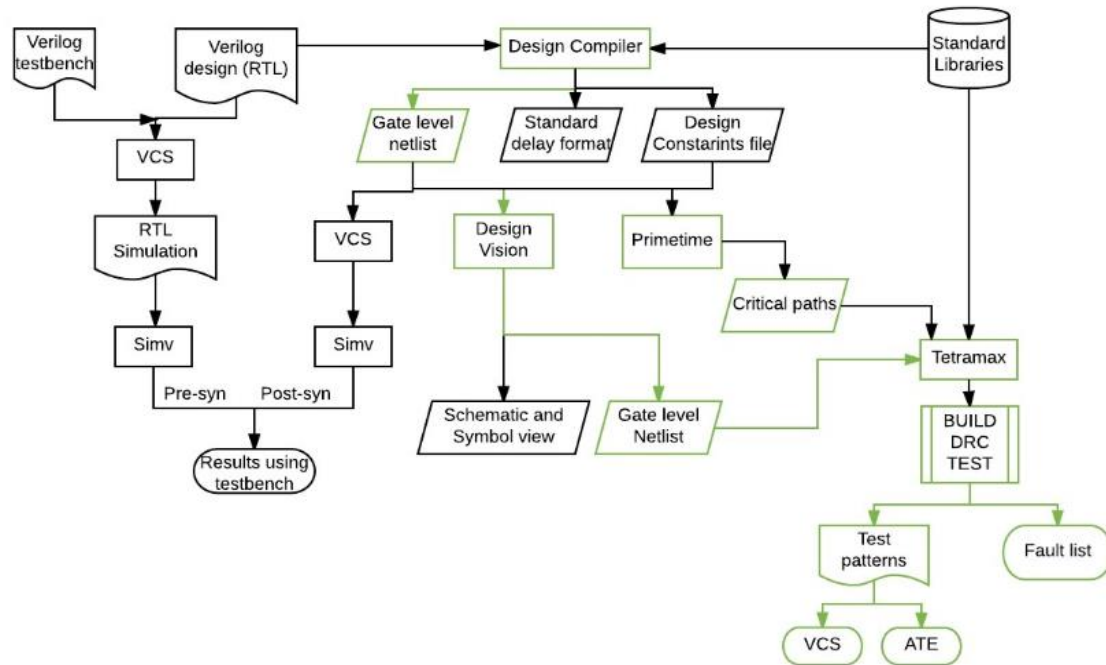 Verilog
testbench
Verilog
design (RTL)
Design Compiler
Standard
Libraries
Gate level
netlist
Standard
delay format
Design
Constarints file
VCS
RTL
Simulation
VCS
Design
Vision
Primetime
Critical paths
Simv
Simv
Tetramax
Pre-syn
Post-syn
Schematic and
Symbol view
Gate level
Netlist
BUILD
DRC
TEST
Results using
testbench
Test
patterns
Fault list
VCS
ATE